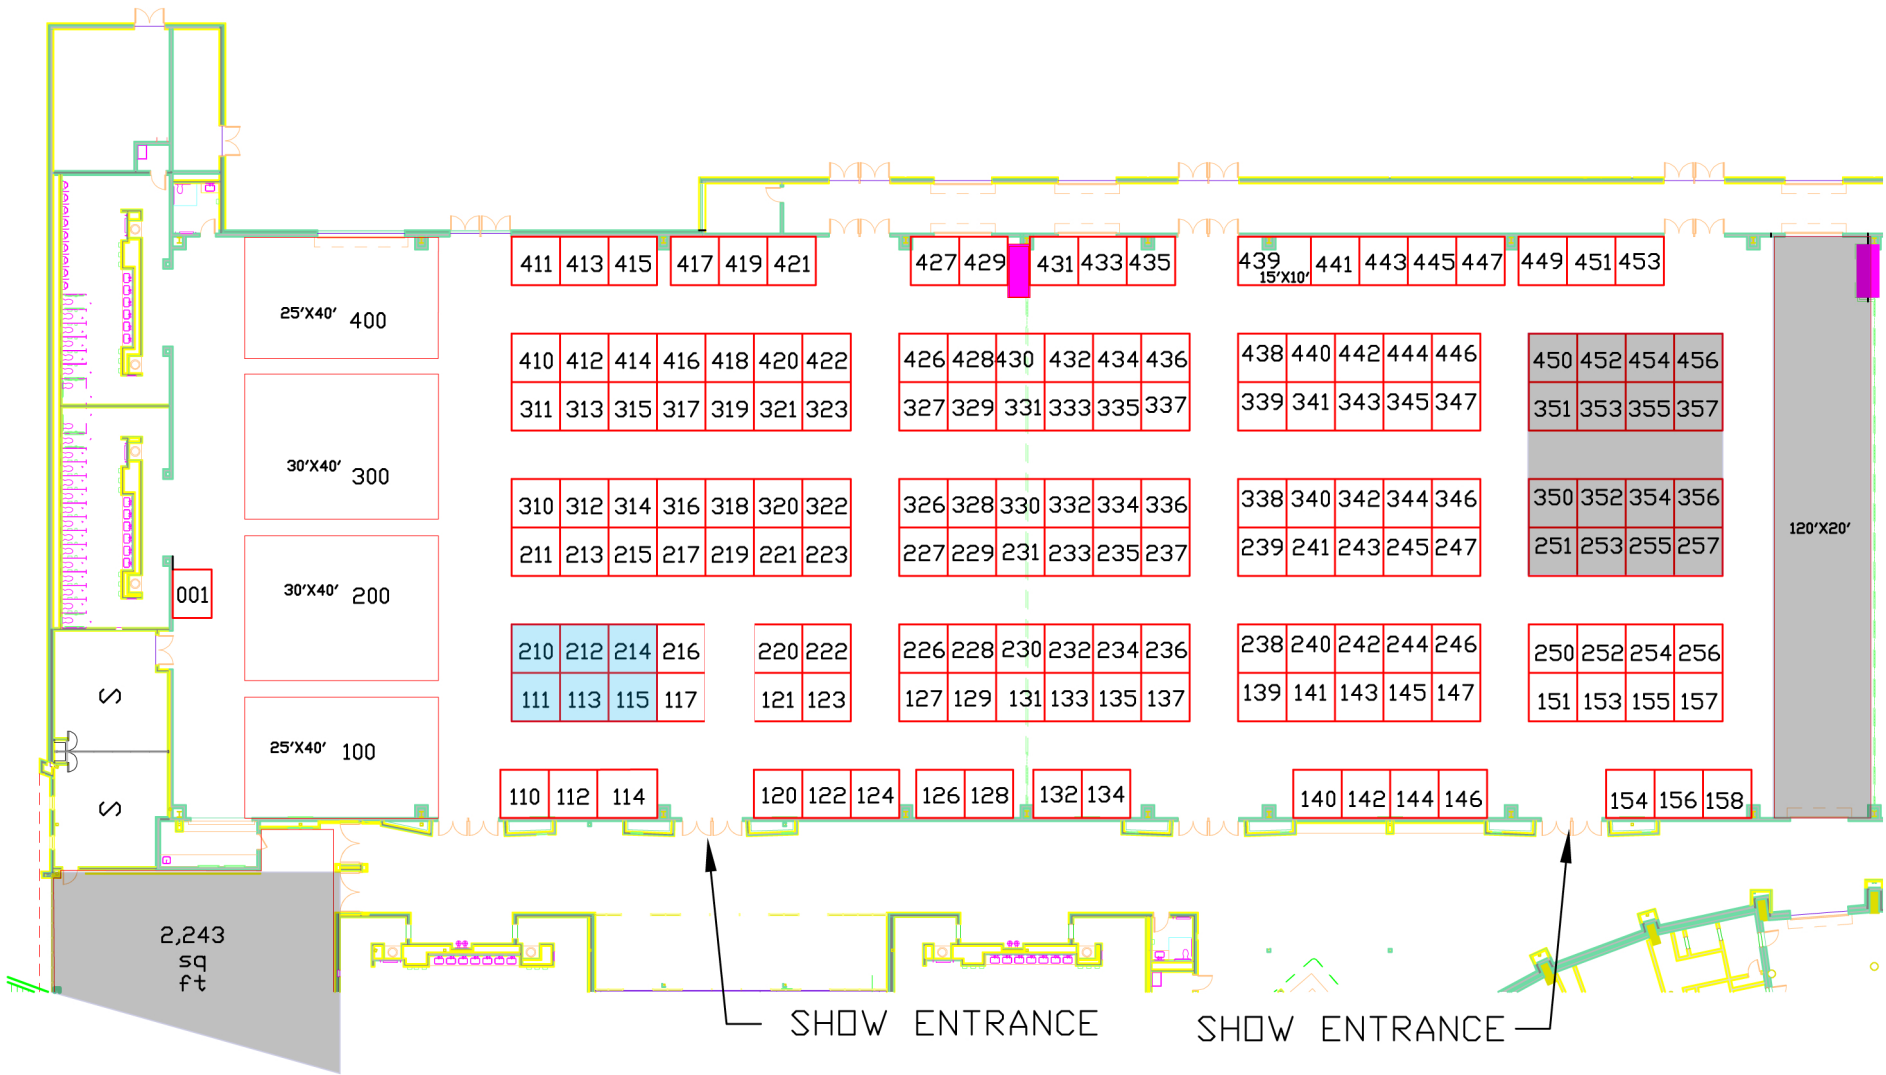 411 413 415 417 419 421 427 429 431 433 435 439 15'X10' 441 443 445 447 449 451 453
25'X40' 400
410 412 414 416 418 420 422 426 428 430 432 434 436 438 440 442 444 446 450 452 454 456
311 313 315 317 319 321 323 327 329 331 333 335 337 339 341 343 345 347 351 353 355 357
30'X40' 300
310 312 314 316 318 320 322 326 328 330 332 334 336 338 340 342 344 346 350 352 354 356
120'X20'
211 213 215 217 219 221 223 227 229 231 233 235 237 239 241 243 245 247 251 253 255 257
001
30'X40' 200
210 212 214 216 220 222 226 228 230 232 234 236 238 240 242 244 246 250 252 254 256
111 113 115 117 121 123 127 129 131 133 135 137 139 141 143 145 147 151 153 155 157
S
25'X40' 100
110 112 114 120 122 124 126 128 132 134 140 142 144 146 154 156 158
S
2,243
sq
ft
SHOW ENTRANCE
SHOW ENTRANCE